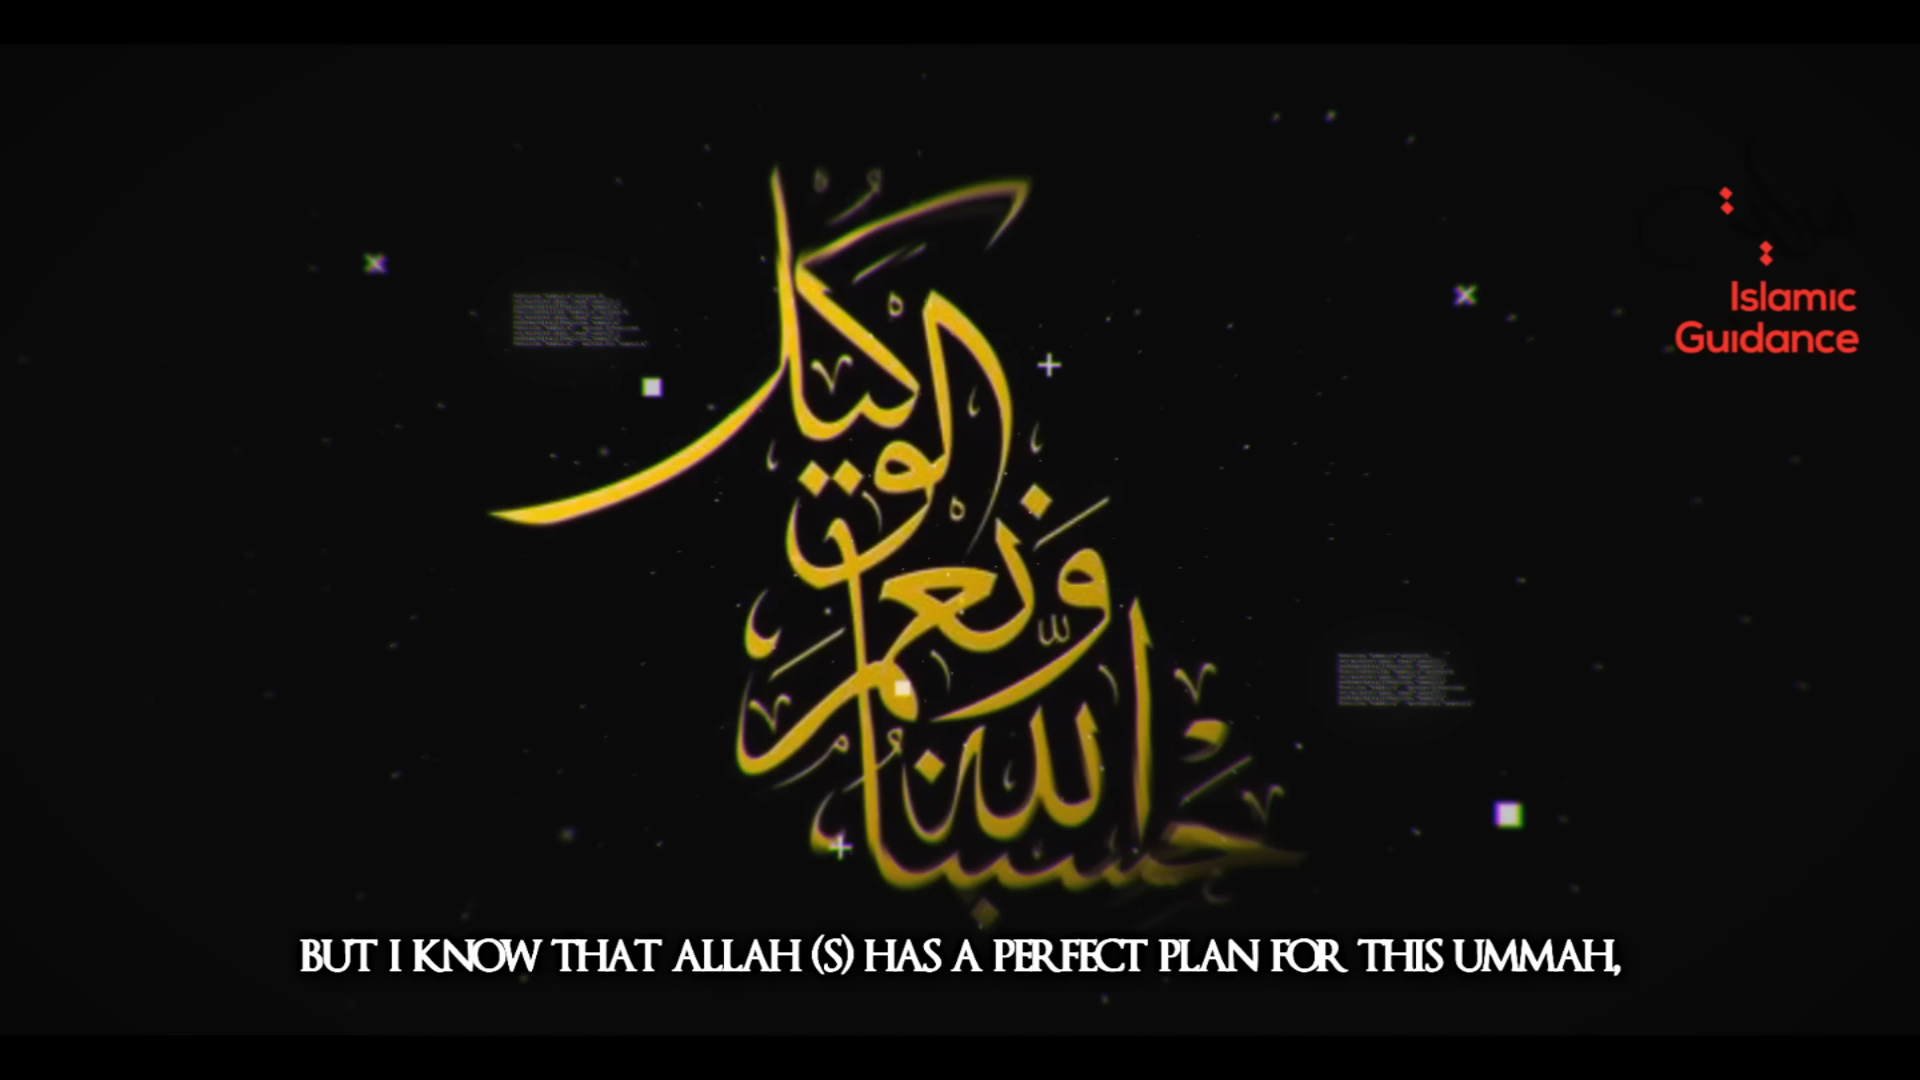 حسبنا الله ونعم الوكيل
Islamic
Guidance
BUT I KNOW THAT ALLAH (S) HAS A PERFECT PLAN FOR THIS UMMAH,